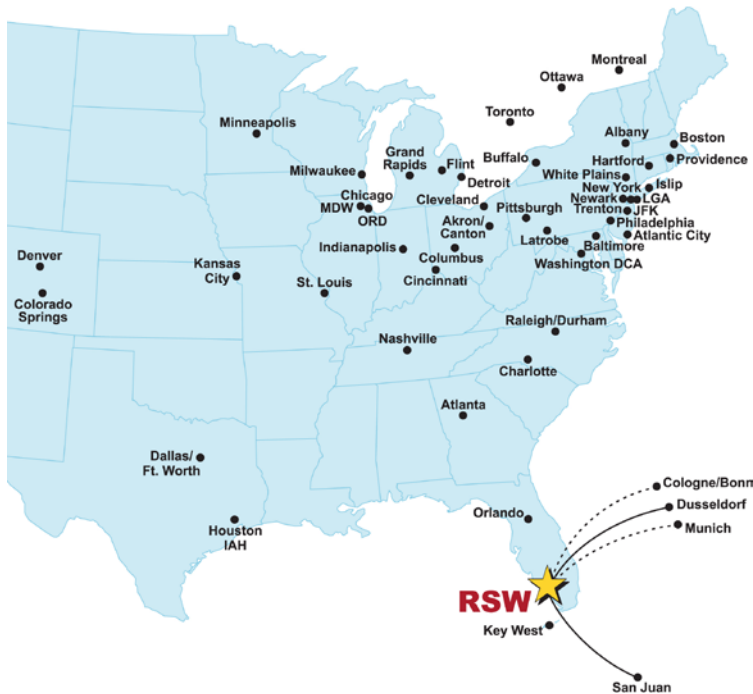 Montreal
Ottawa
Toronto
Minneapolis
Albany
Boston
Grand
Rapids
Flint
Buffalo
Hartford
Providence
Milwaukee
Detroit
White Plains
Islip
Chicago
Cleveland
New York
MDW
ORD
Pittsburgh
Newark
LGA
Akron/
Canton
Trenton
JFK
Philadelphia
Indianapolis
Latrobe
Atlantic City
Denver
Columbus
Baltimore
Kansas
City
St. Louis
Cincinnati
Washington DCA
Colorado
Springs
Raleigh/Durham
Nashville
Charlotte
Atlanta
Dallas/
Ft. Worth
Cologne/Bonn
Dusseldorf
Orlando
Munich
Houston
IAH
RSW
Key West
San Juan